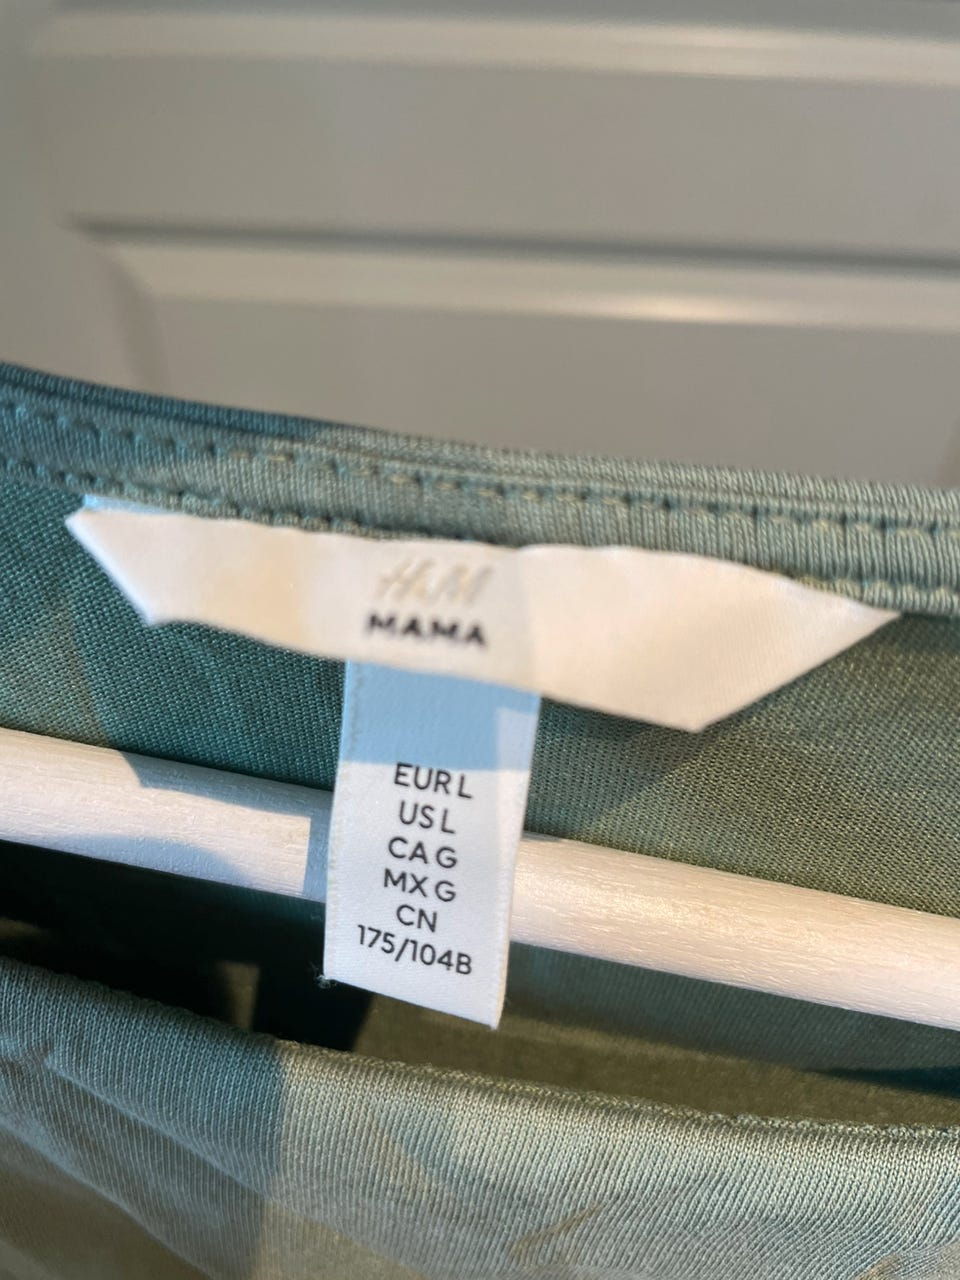 H&M
MAMA
EUR L
US L
CA G
MX G
CN
175/104B